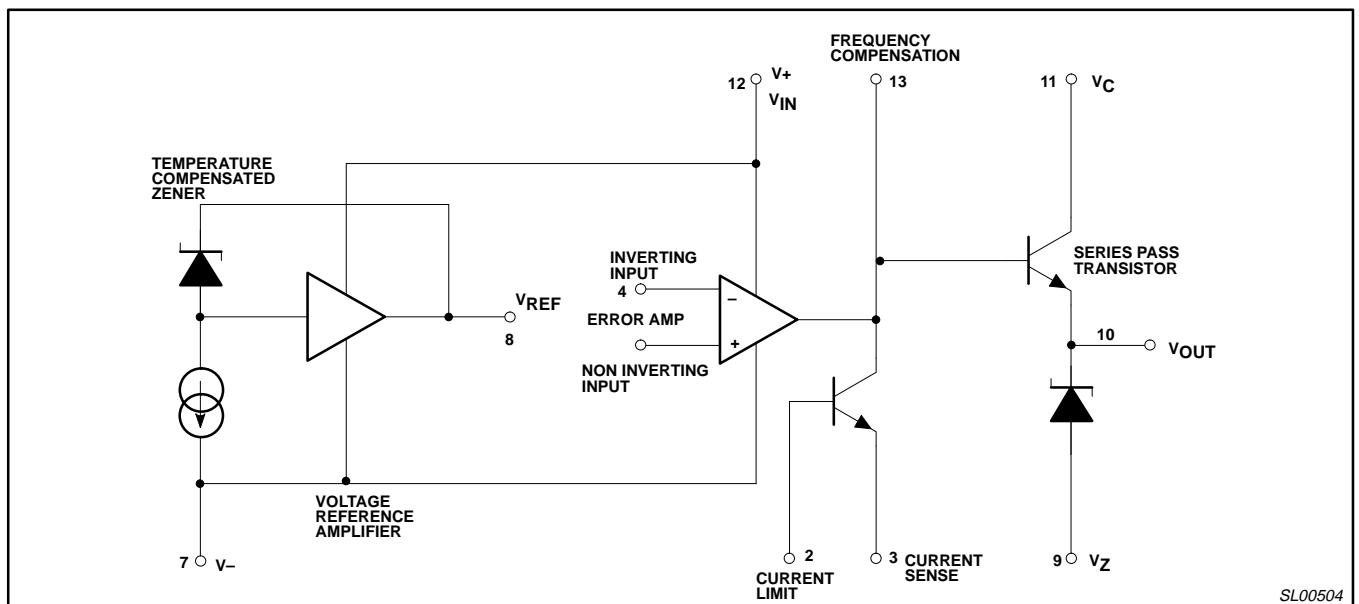 FREQUENCY
COMPENSATION
12
V+
VIN
13
11
VC
TEMPERATURE
COMPENSATED
ZENER
INVERTING
INPUT
4
–
VREF
8
ERROR AMP
+
NON INVERTING
INPUT
SERIES PASS
TRANSISTOR
10
VOUT
VOLTAGE
REFERENCE
AMPLIFIER
7
V–
2
CURRENT
LIMIT
3
CURRENT
SENSE
9
VZ
SL00504